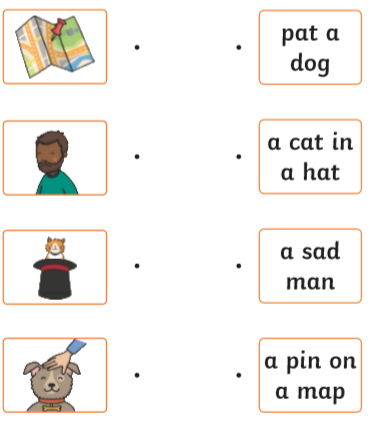 pat a
dog
a cat in
a hat
a sad
man
a pin on
a map